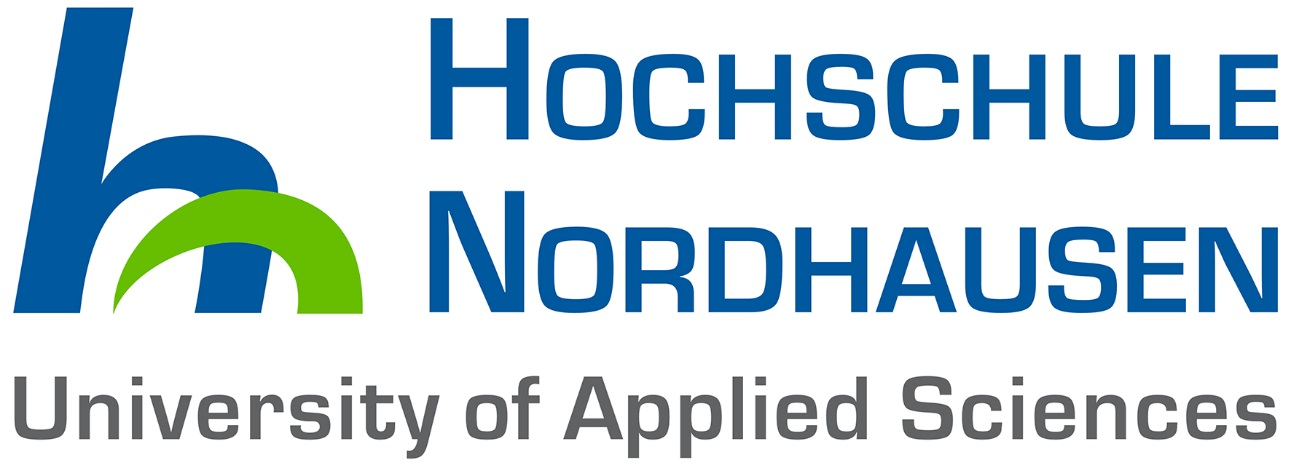 HOCHSCHULE
NORDHAUSEN
University of Applied Sciences